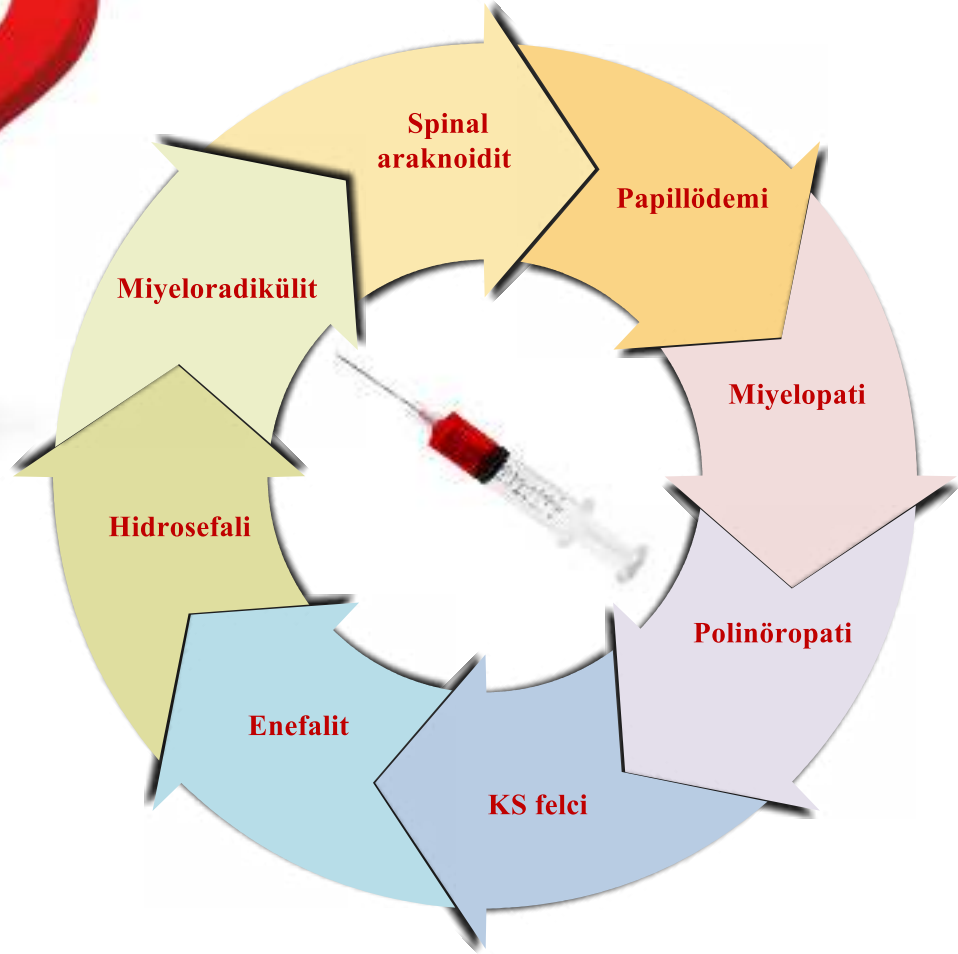 Spinal
araknoidit
Papillödemi
Miyelopati
Polinöropati
KS felci
Enefalit
Hidrosefali
Miyeloradikülit